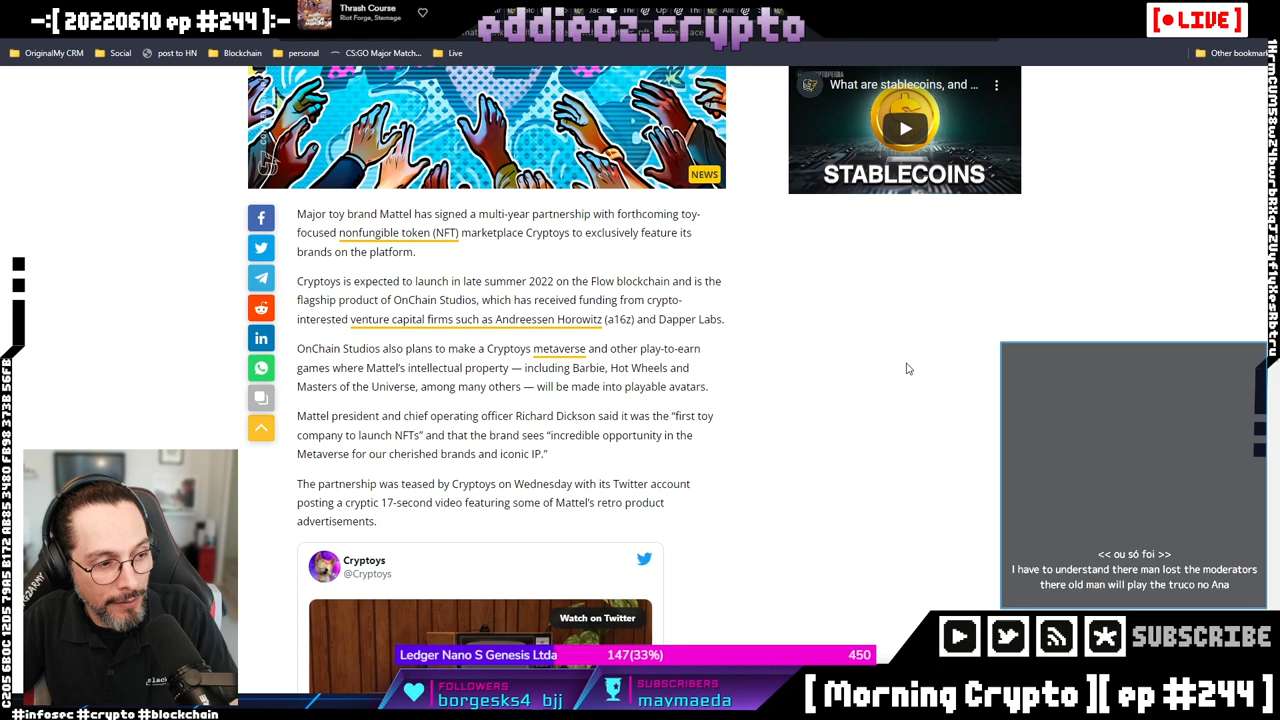 -:[ 20220610 ep #244 ]:-
Thrash Course
Riot Forge, Stemage
eddieoz.crypto
[ LIVE ]
OriginalMy CRM
Social
post to HN
Blockchain
personal
CS:GO Major Match...
Live
Other bookmar
What are stablecoins, and ...
STABLECOINS
NEWS
Major toy brand Mattel has signed a multi-year partnership with forthcoming toy-
focused nonfungible token (NFT) marketplace Cryptoys to exclusively feature its
brands on the platform.
Cryptoys is expected to launch in late summer 2022 on the Flow blockchain and is the
flagship product of OnChain Studios, which has received funding from crypto-
interested venture capital firms such as Andreessen Horowitz (a16z) and Dapper Labs.
OnChain Studios also plans to make a Cryptoys metaverse and other play-to-earn
games where Mattel's intellectual property — including Barbie, Hot Wheels and
Masters of the Universe, among many others — will be made into playable avatars.
Mattel president and chief operating officer Richard Dickson said it was the “first toy
company to launch NFTs” and that the brand sees “incredible opportunity in the
Metaverse for our cherished brands and iconic IP.”
The partnership was teased by Cryptoys on Wednesday with its Twitter account
posting a cryptic 17-second video featuring some of Mattel's retro product
advertisements.
Cryptoys
@Cryptoys
Watch on Twitter
<< ou só foi >>
I have to understand there man lost the moderators
there old man will play the truco no Ana
Ledger Nano S Genesis Ltda 147(33%) 450
FOLLOWERS
borgesks4_bjj
SUBSCRIBERS
maymaeda
SUBSCRIBE
[ Morning Crypto ][ ep #244 ]
#infosec #crypto #blockchain